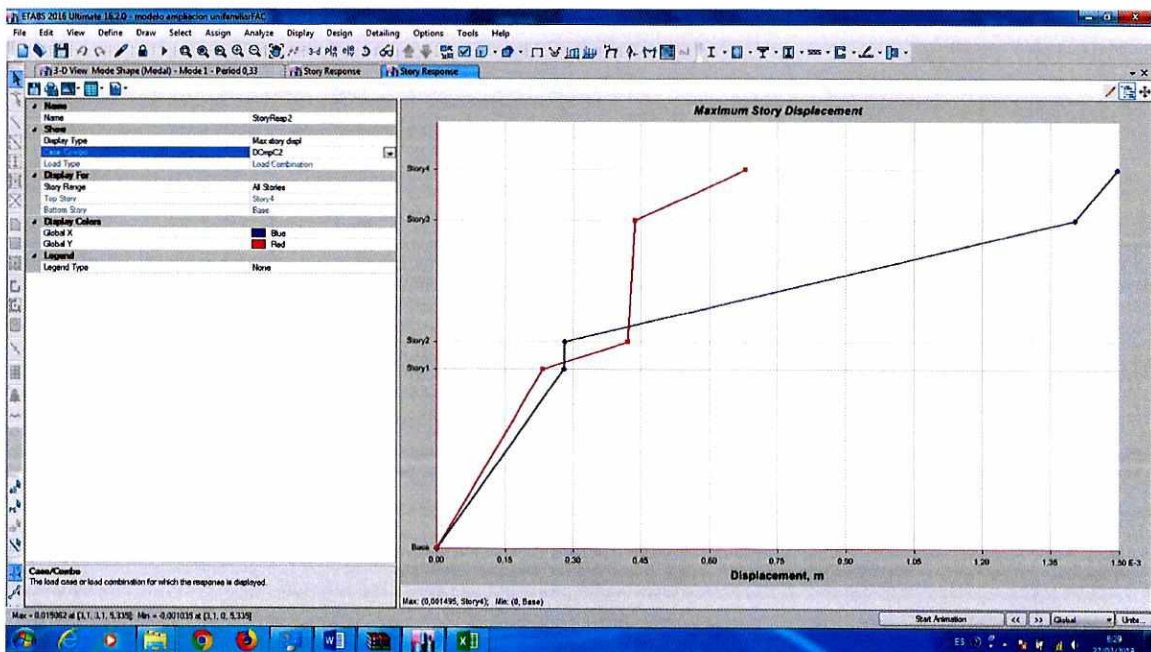 ETABS 2016 Ultimate 16.2.0 - modelo ampliacion unifamiliarFAC
File Edit View Define Draw Select Assign Analyze Display Design Detailing Options Tools Help
3-D View Mode Shape (Modal) - Mode 1 - Period 0,33
Story Response
Story Response
Name
Name StoryResp2
Show
Display Type Max story displ
Case Combo DCmpC2
Load Type Load Combination
Display For
Story Range All Stories
Top Story Story4
Bottom Story Base
Display Colors
Global X Blue
Global Y Red
Legend
Legend Type None
Case/Combo
The load case or load combination for which the response is displayed.
Maximum Story Displacement
Story4
Story3
Story2
Story1
Base
0,00 0,15 0,30 0,45 0,60 0,75 0,90 1,05 1,20 1,35 1,50 E-3
Displacement, m
Max: (0,001495, Story4); Min: (0, Base)
Start Animation << >> Global Units...
ES